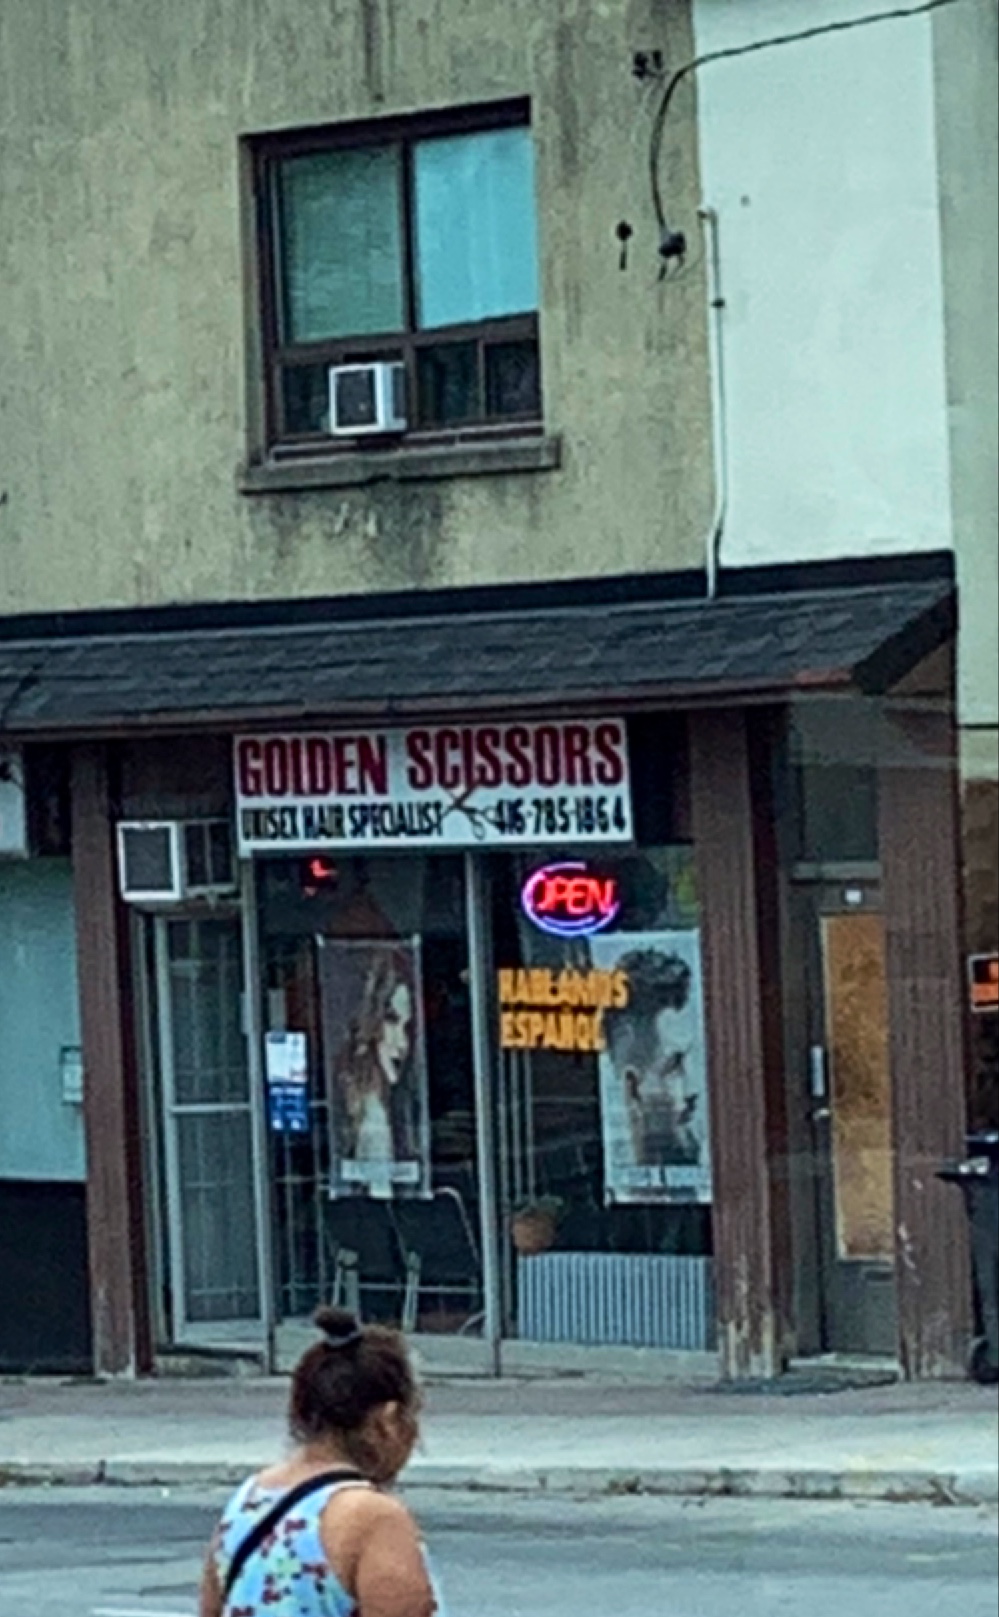 GOLDEN SCISSORS
UNISEX HAIR SPECIALIST 416-785-1864
OPEN
HABLAMOS
ESPAÑOL